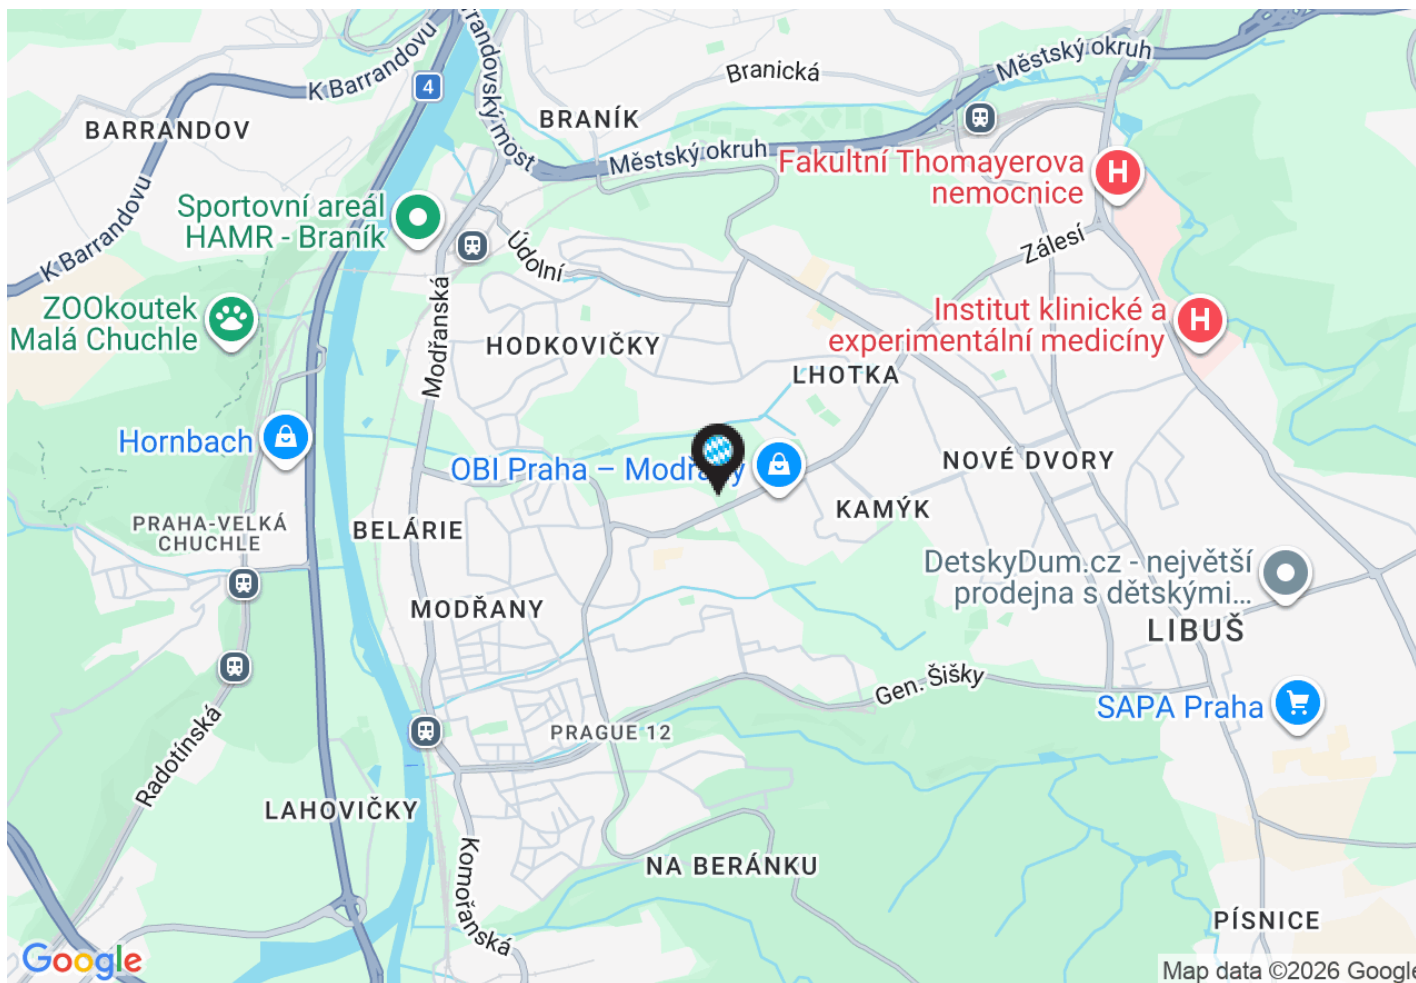 Branická
Městský okruh
K Barrandovu
4
Barrandovský most
BRANÍK
BARRANDOV
Městský okruh
Fakultní Thomayerova
nemocnice
K Barrandovu
Sportovní areál
HAMR - Braník
Údolní
Zálesí
Modřanská
ZOOkoutek
Malá Chuchle
Institut klinické a
experimentální medicíny
HODKOVIČKY
LHOTKA
Hornbach
OBI Praha –
NOVÉ DVORY
KAMÝK
PRAHA-VELKÁ
CHUCHLE
BELÁRIE
DetskyDum.cz - největší
prodejna s dětskými...
MODŘANY
LIBUŠ
Gen. Šišky
SAPA Praha
PRAGUE 12
Radotínská
LAHOVIČKY
Komořanská
NA BERÁNKU
PÍSNICE
Google
Map data ©2026 Google